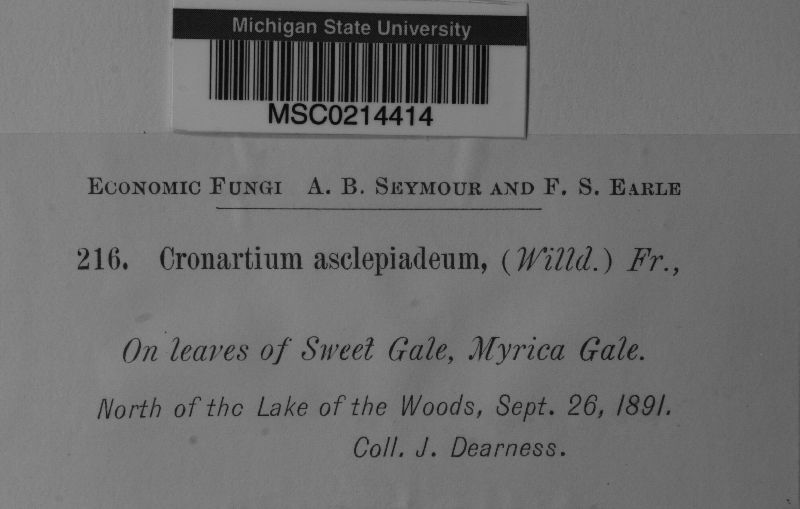 Michigan State University
MSC0214414
ECONOMIC FUNGI A. B. SEYMOUR AND F. S. EARLE
216. Cronartium asclepiadeum, (Willd.) Fr.,
On leaves of Sweet Gale, Myrica Gale.
North of the Lake of the Woods, Sept. 26, 1891.
Coll. J. Dearness.